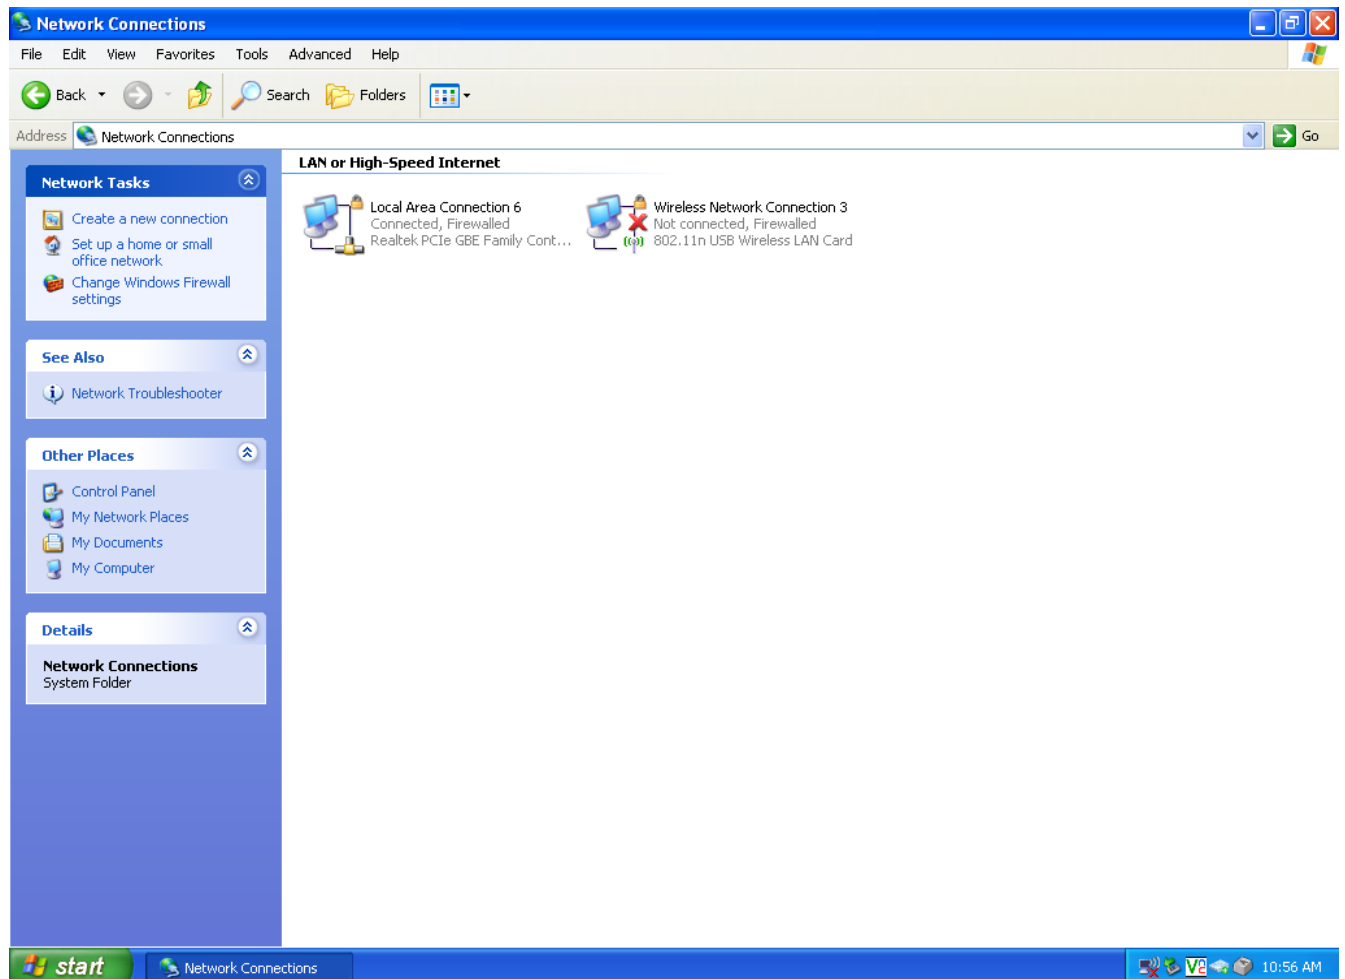 Network Connections
File Edit View Favorites Tools Advanced Help
Back Search Folders
Address Network Connections Go
LAN or High-Speed Internet
Network Tasks
Create a new connection
Set up a home or small
office network
Change Windows Firewall
settings
Local Area Connection 6
Connected, Firewalled
Realtek PCIe GBE Family Cont...
Wireless Network Connection 3
Not connected, Firewalled
802.11n USB Wireless LAN Card
See Also
Network Troubleshooter
Other Places
Control Panel
My Network Places
My Documents
My Computer
Details
Network Connections
System Folder
start Network Connections V2 10:56 AM